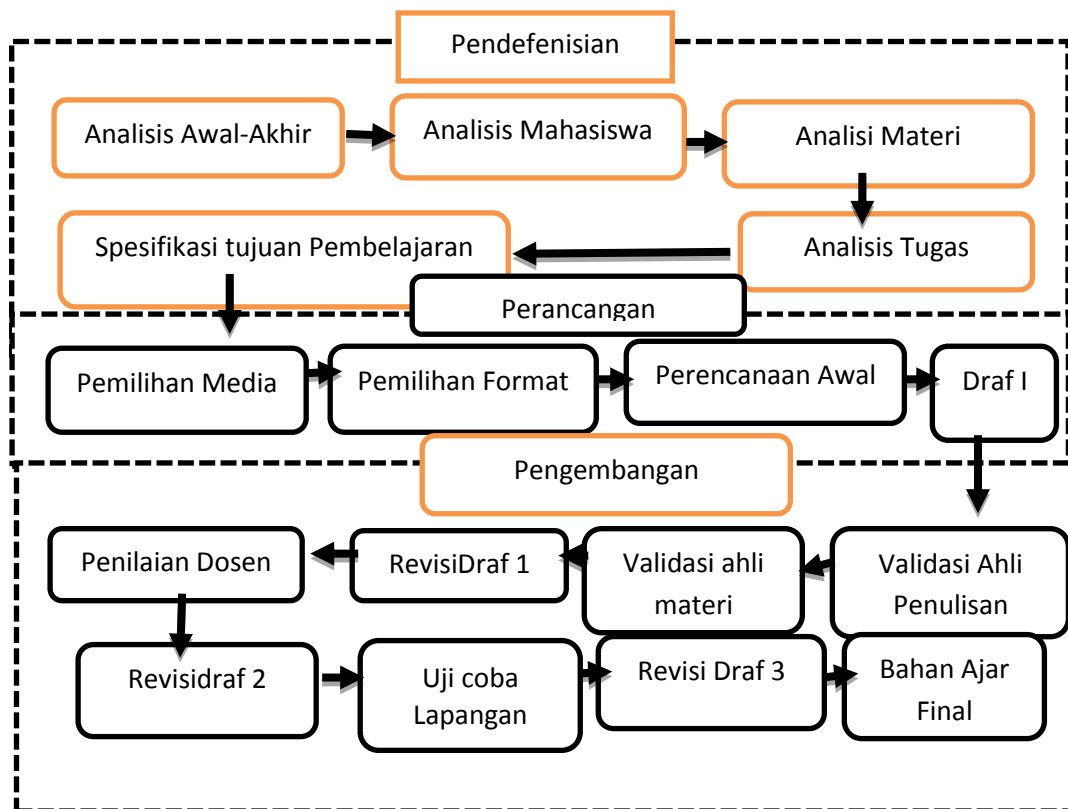 Pendefenisian
Analisis Awal-Akhir
Analisis Mahasiswa
Analisi Materi
Analisis Tugas
Spesifikasi tujuan Pembelajaran
Perancangan
Pemilihan Media
Pemilihan Format
Perencanaan Awal
Draf I
Pengembangan
Validasi Ahli
Penulisan
Validasi ahli
materi
RevisiDraf 1
Penilaian Dosen
Revisidraf 2
Uji coba
Lapangan
Revisi Draf 3
Bahan Ajar
Final